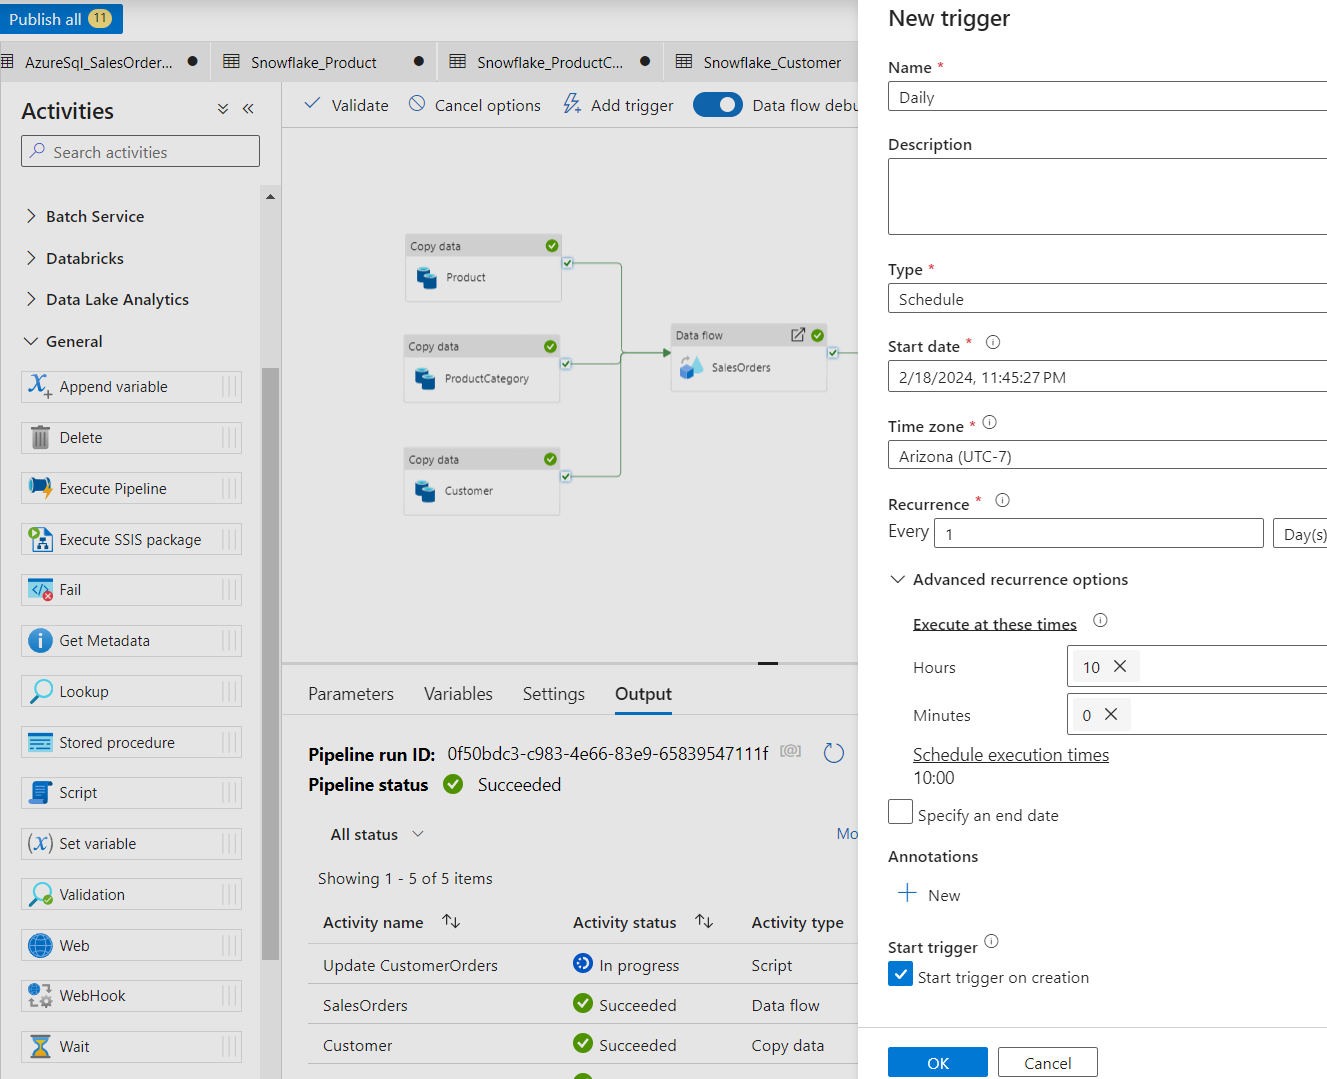 Publish all 11
AzureSql_SalesOrder...
Snowflake_Product
Snowflake_ProductC...
Snowflake_Customer
Activities
Search activities
Batch Service
Databricks
Data Lake Analytics
General
Append variable
Delete
Execute Pipeline
Execute SSIS package
Fail
Get Metadata
Lookup
Stored procedure
Script
Set variable
Validation
Web
WebHook
Wait
Validate
Cancel options
Add trigger
Data flow debu
Copy data
Product
Copy data
ProductCategory
Copy data
Customer
Data flow
SalesOrders
Parameters
Variables
Settings
Output
Pipeline run ID: 0f50bdc3-c983-4e66-83e9-65839547111f
Pipeline status Succeeded
All status
Mo
Showing 1 - 5 of 5 items
Activity name Activity status Activity type
Update CustomerOrders In progress Script
SalesOrders Succeeded Data flow
Customer Succeeded Copy data
New trigger
Name *
Daily
Description
Type *
Schedule
Start date *
2/18/2024, 11:45:27 PM
Time zone *
Arizona (UTC-7)
Recurrence *
Every 1 Day(s)
Advanced recurrence options
Execute at these times
Hours 10
Minutes 0
Schedule execution times
10:00
Specify an end date
Annotations
New
Start trigger
Start trigger on creation
OK Cancel